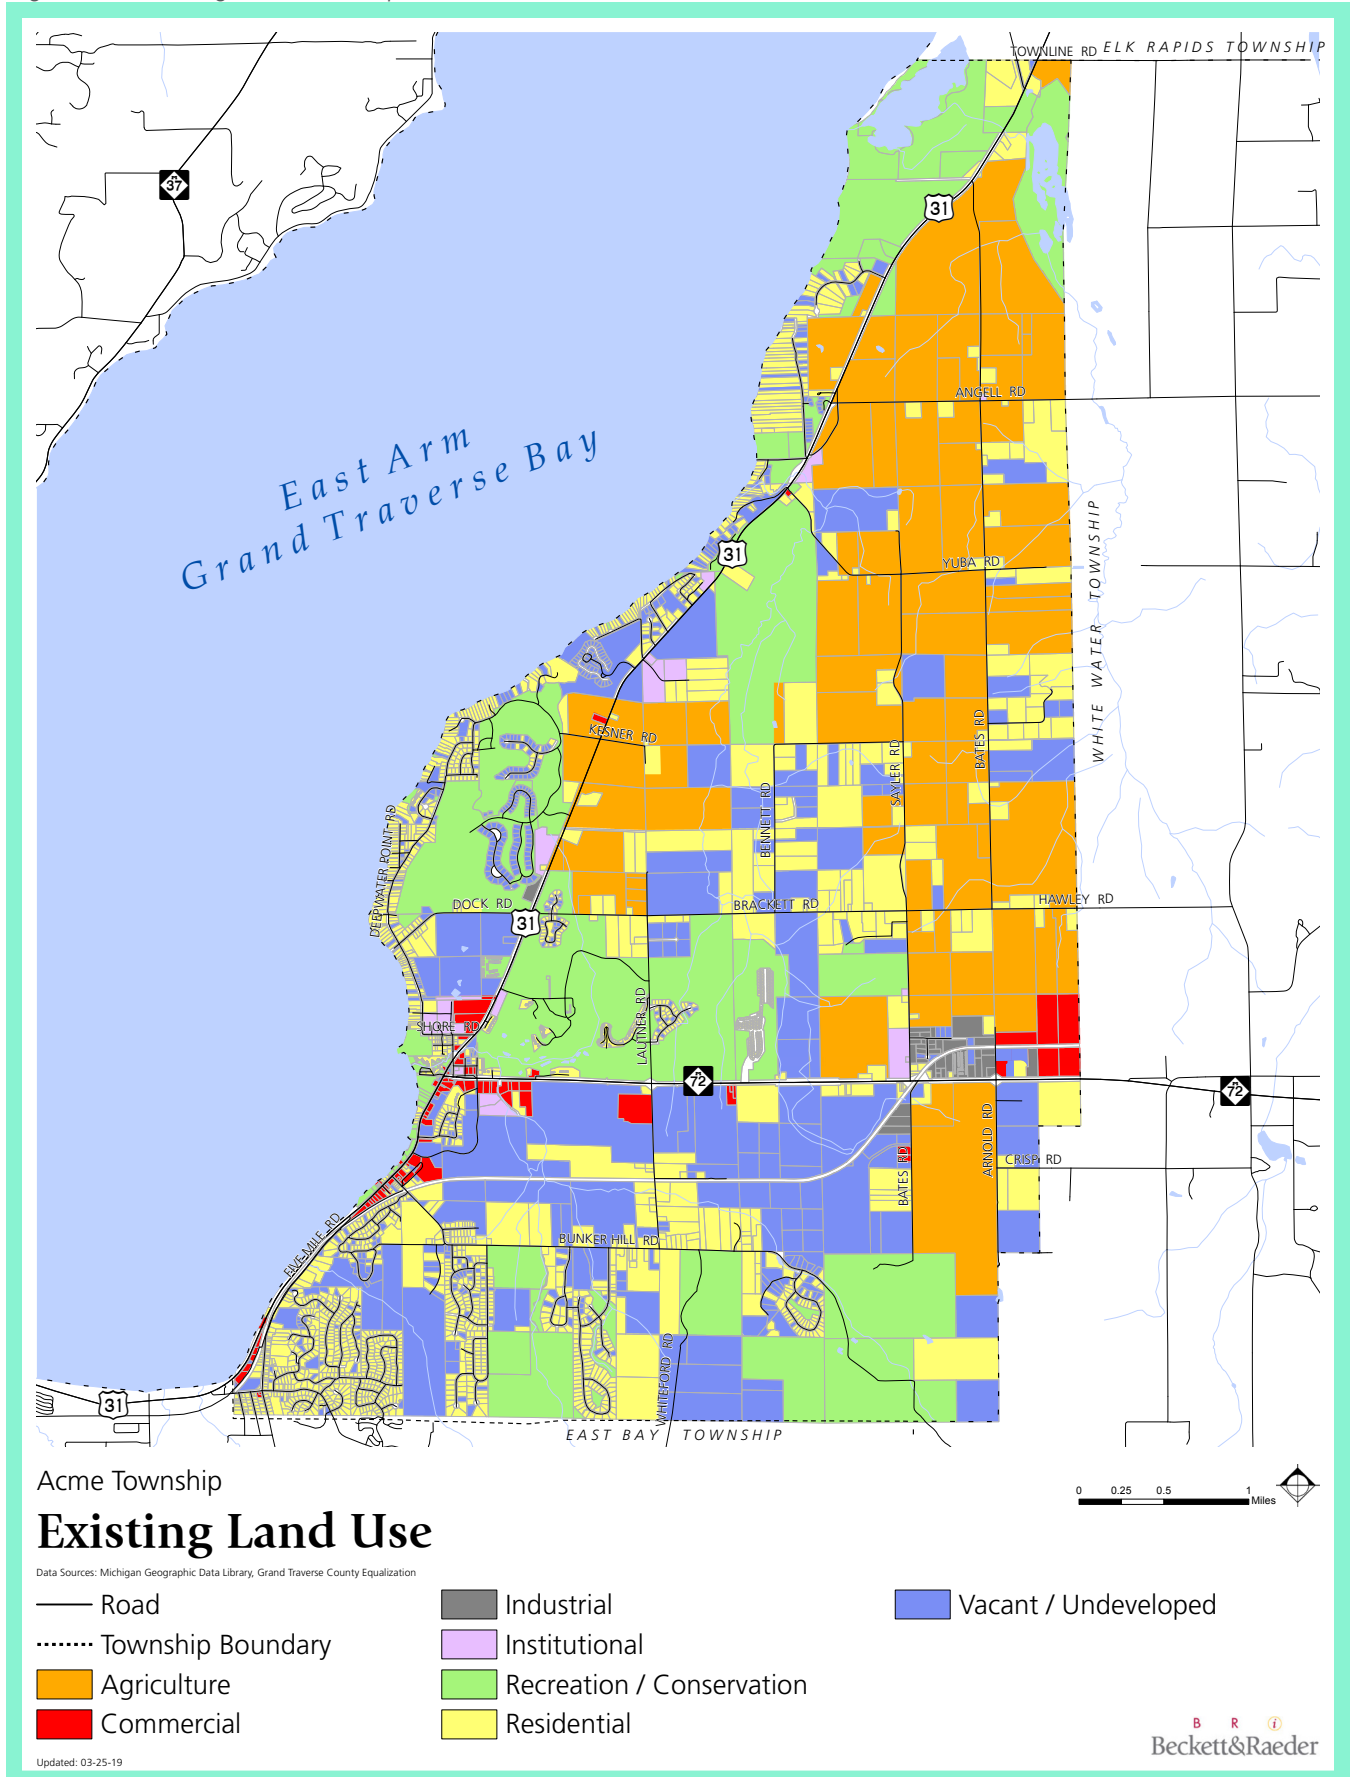 TOWNLINE RD
ELK RAPIDS TOWNSHIP
37
31
ANGELL RD
East Arm
Grand Traverse Bay
WHITE WATER TOWNSHIP
31
YUBA RD
KESNER RD
BATES RD
SAYLER RD
BENNETT RD
DEEPWATER POINT RD
DOCK RD
BRACKETT RD
HAWLEY RD
31
LAUTNER RD
SHORE RD
72
72
ARNOLD RD
CRISP RD
BATES RD
FIVE MILE RD
BUNKER HILL RD
WHITEFORD RD
31
EAST BAY TOWNSHIP
Acme Township
Existing Land Use
0 0.25 0.5 1
Miles
Data Sources: Michigan Geographic Data Library, Grand Traverse County Equalization
Road
Township Boundary
Agriculture
Commercial
Industrial
Institutional
Recreation / Conservation
Residential
Vacant / Undeveloped
Updated: 03-25-19
B R i
Beckett&Raeder